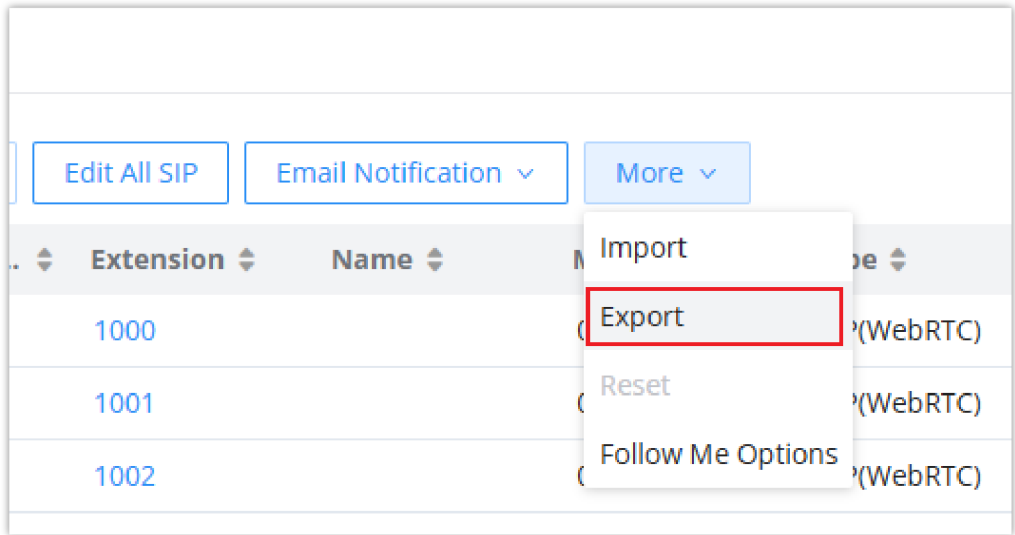 Edit All SIP Email Notification More
Import
.. Extension Name
Export
1000 (WebRTC)
Reset
1001 (WebRTC)
Follow Me Options
1002 (WebRTC)